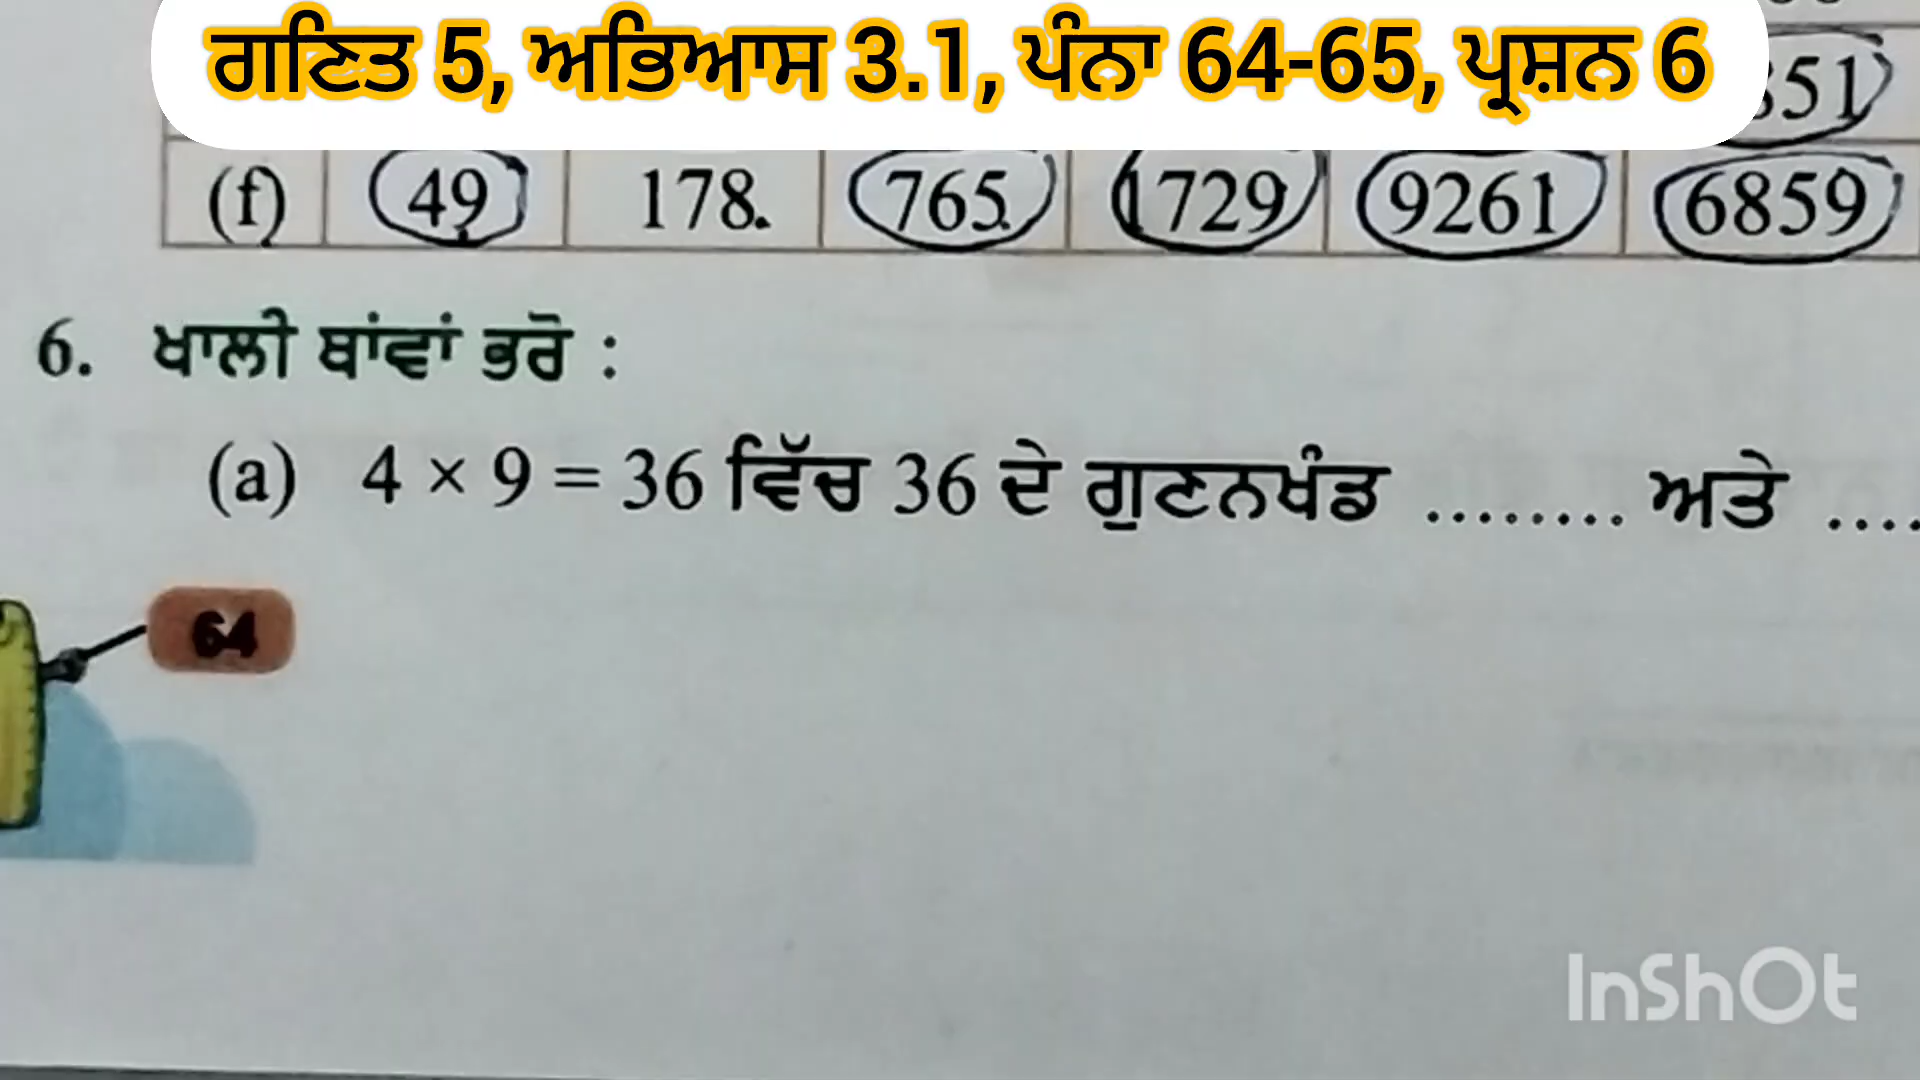 ਗਣਿਤ 5, ਅਭਿਆਸ 3.1, ਪੰਨਾ 64-65, ਪ੍ਰਸ਼ਨ 6
(f) 49 178. 765 1729 9261 6859
6. ਖਾਲੀ ਥਾਂਵਾਂ ਭਰੋ :
(a) 4 × 9 = 36 ਵਿੱਚ 36 ਦੇ ਗੁਣਨਖੰਡ ........ ਅਤੇ ....
64
InShOt